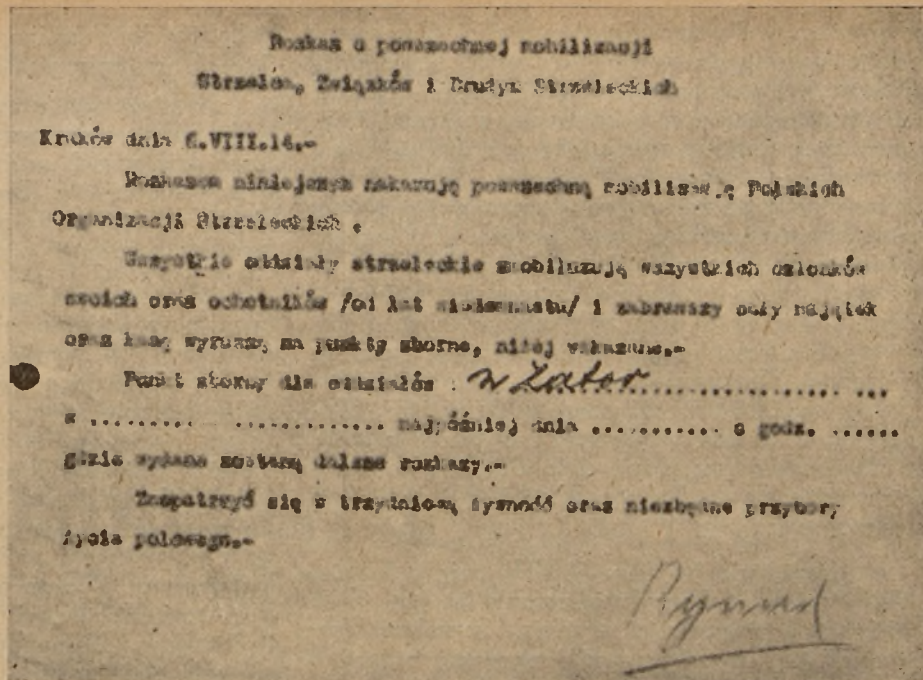 Rozkaz o powszechnej mobilizacji
Strzelca, Związków i Drużyn Strzeleckich
Kraków dnia 6.VIII.14.-
Rozkazem niniejszym nakazuję powszechną mobilizację Polskich
Organizacji Strzeleckich .
Wszystkie oddziały strzeleckie zmobilizują wszystkich członków
swoich oraz ochotników /od lat siedemnastu/ i zabrawszy cały majątek
oraz kasę wyruszą na punkty zborne, niżej wskazane.-
Punkt zborny dla oddziałów : w Zator .......................... ...
w .......... ............. najpóźniej dnia ........... o godz. ......
gdzie wydane zostaną dalsze rozkazy.-
Zaopatrzyć się w trzydniową żywność oraz niezbędne przybory
życia polowego.-